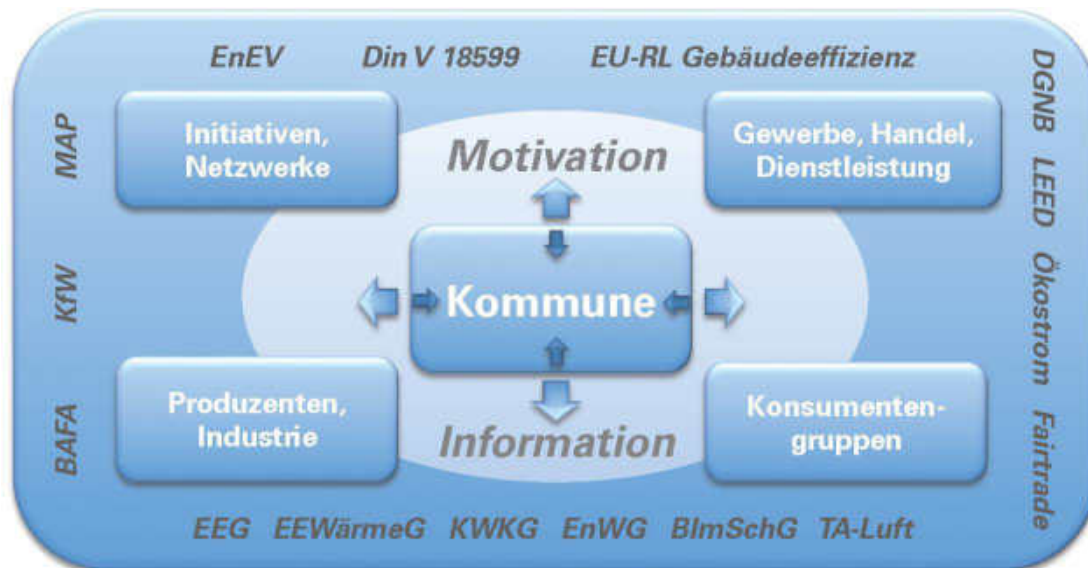 EnEV Din V 18599 EU-RL Gebäudeeffizienz
MAP
KfW
BAFA
Initiativen,
Netzwerke
Motivation
Gewerbe, Handel,
Dienstleistung
Kommune
Produzenten,
Industrie
Information
Konsumenten-
gruppen
DGNB LEED Ökostrom Fairtrade
EEG EEWärmeG KWKG EnWG BImSchG TA-Luft